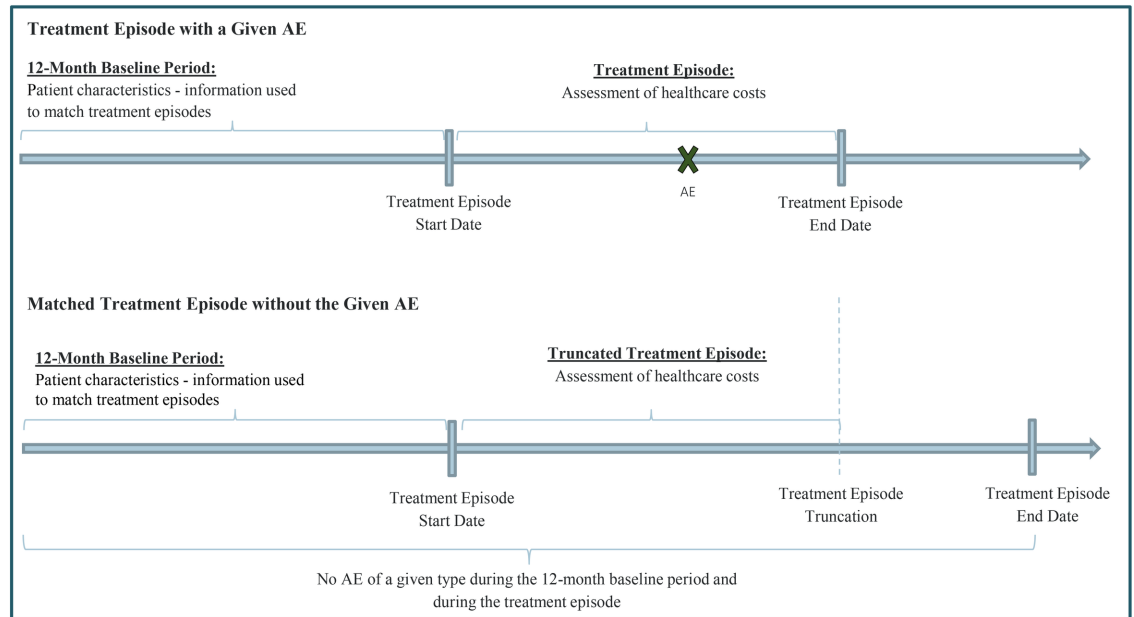 Treatment Episode with a Given AE
12-Month Baseline Period:
Patient characteristics - information used
to match treatment episodes
Treatment Episode:
Assessment of healthcare costs
AE
Treatment Episode
Start Date
Treatment Episode
End Date
Matched Treatment Episode without the Given AE
12-Month Baseline Period:
Patient characteristics - information used
to match treatment episodes
Truncated Treatment Episode:
Assessment of healthcare costs
Treatment Episode
Start Date
Treatment Episode
Truncation
Treatment Episode
End Date
No AE of a given type during the 12-month baseline period and
during the treatment episode